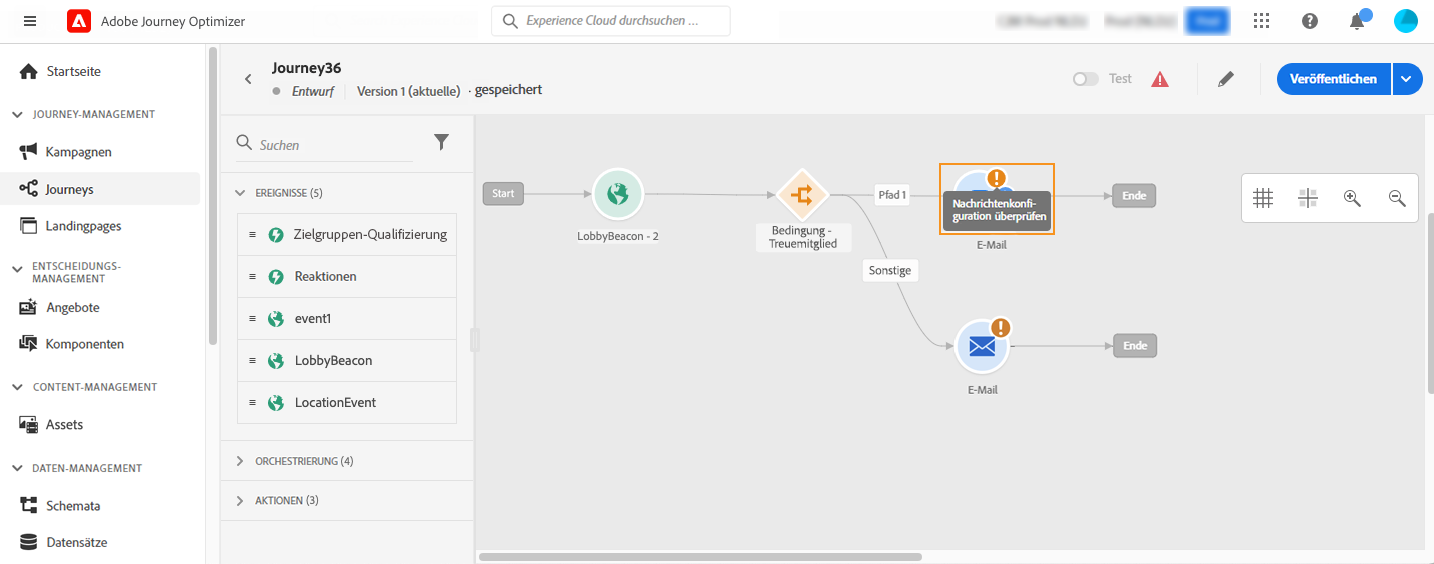 Adobe Journey Optimizer
Experience Cloud durchsuchen ...
Startseite
JOURNEY-MANAGEMENT
Kampagnen
Journeys
Landingpages
ENTSCHEIDUNGS-
MANAGEMENT
Angebote
Komponenten
CONTENT-MANAGEMENT
Assets
DATEN-MANAGEMENT
Schemata
Datensätze
Journey36
Entwurf
Version 1 (aktuelle)
· gespeichert
Test
Veröffentlichen
Suchen
EREIGNISSE (5)
Zielgruppen-Qualifizierung
Reaktionen
event1
LobbyBeacon
LocationEvent
ORCHESTRIERUNG (4)
AKTIONEN (3)
Start
LobbyBeacon - 2
Bedingung -
Treuemitglied
Pfad 1
Nachrichtenkonfi-
guration überprüfen
E-Mail
Ende
Sonstige
E-Mail
Ende